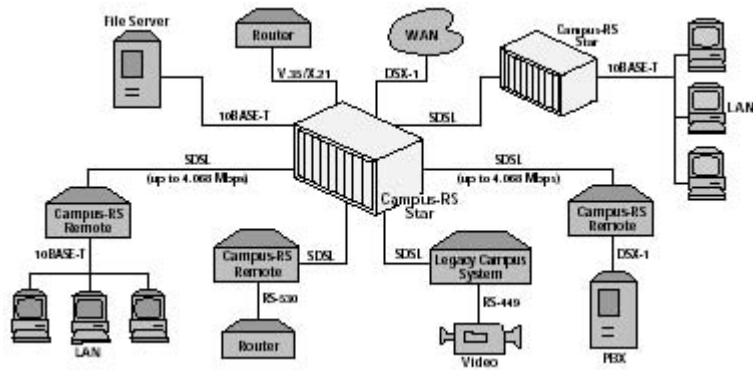 File Server
Router
WAN
Campus-RS
Star
V.35/X.21
DSX-1
10BASE-T
10BASE-T
SDSL
LAN
SDSL
(up to 4.068 Mbps)
SDSL
(up to 4.068 Mbps)
Campus-RS
Star
Campus-RS
Remote
Campus-RS
Remote
10BASE-T
Campus-RS
Remote
SDSL
SDSL
Legacy Campus
System
DSX-1
RS-530
RS-449
LAN
Router
Video
PBX